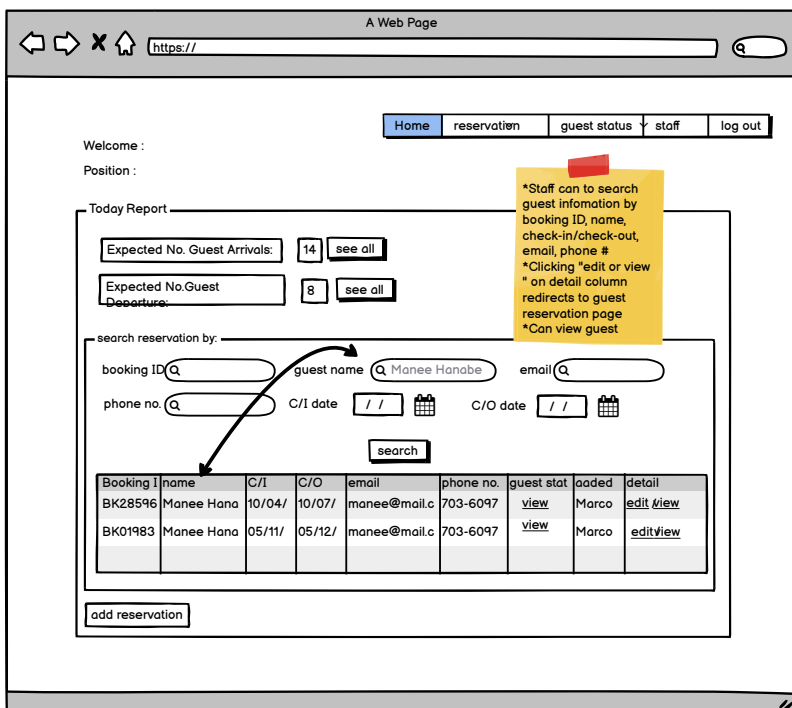 A Web Page
https://
Home reservation guest status staff log out
Welcome :
Position :
*Staff can to search
guest infomation by
booking ID, name,
check-in/check-out,
email, phone #
*Clicking "edit or view
" on detail column
redirects to guest
reservation page
*Can view guest
Today Report
Expected No. Guest Arrivals: 14 see all
Expected No.Guest
Departure: 8 see all
search reservation by:
booking ID guest name Manee Hanabe email
phone no. C/I date / / C/O date / /
search
Booking I name C/I C/O email phone no. guest stat aaded detail
BK28596 Manee Hana 10/04/ 10/07/ manee@mail.c 703-6097 view Marco edit /view
BK01983 Manee Hana 05/11/ 05/12/ manee@mail.c 703-6097 view Marco edit/view
add reservation